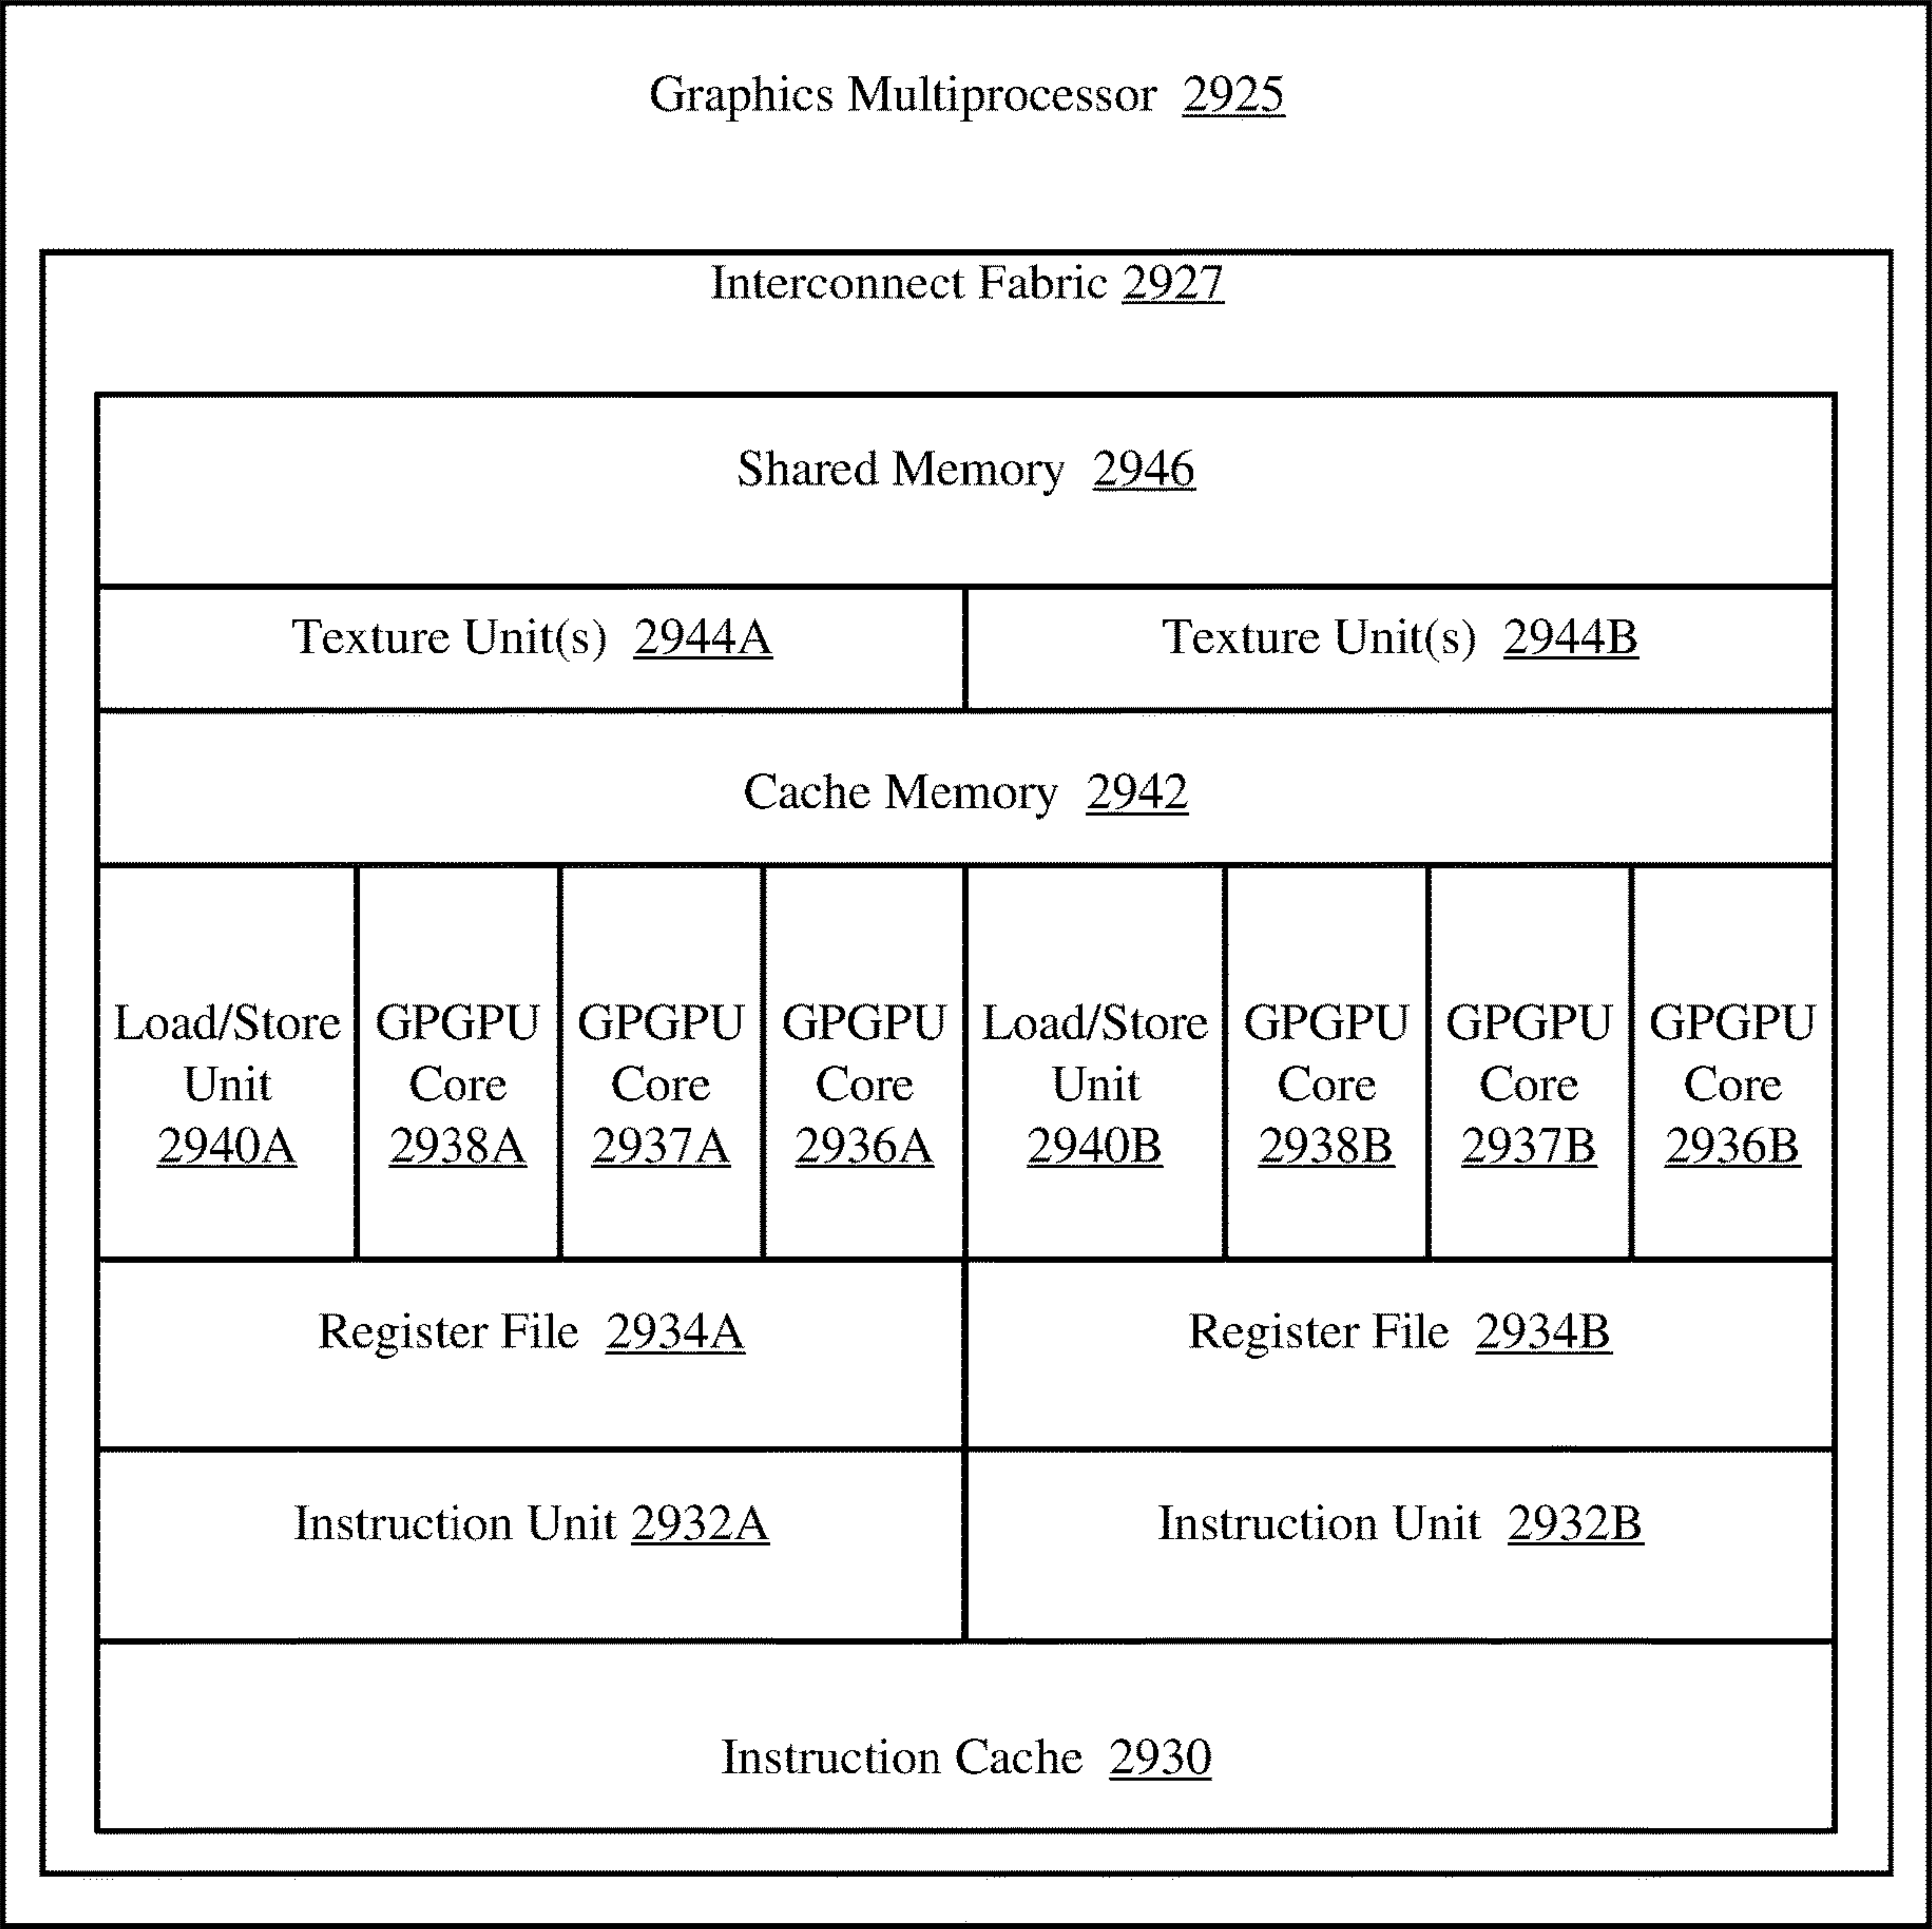 Graphics Multiprocessor 2925
Interconnect Fabric 2927
Shared Memory 2946
Texture Unit(s) 2944A
Texture Unit(s) 2944B
Cache Memory 2942
Load/Store
Unit
2940A
GPGPU
Core
2938A
GPGPU
Core
2937A
GPGPU
Core
2936A
Load/Store
Unit
2940B
GPGPU
Core
2938B
GPGPU
Core
2937B
GPGPU
Core
2936B
Register File 2934A
Register File 2934B
Instruction Unit 2932A
Instruction Unit 2932B
Instruction Cache 2930